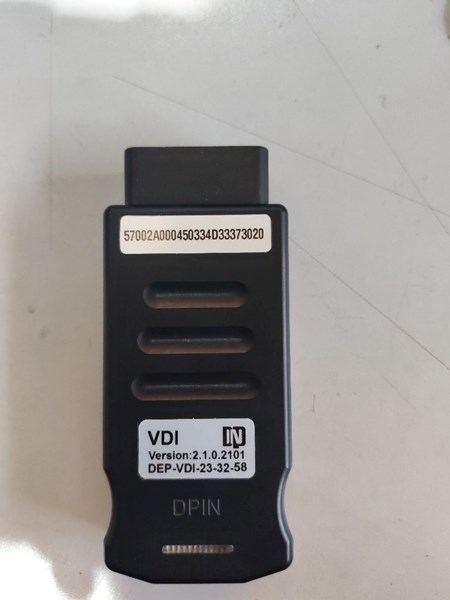 57002A000450334D33373020
VDI
Version:2.1.0.2101
DEP-VDI-23-32-58
DPIN